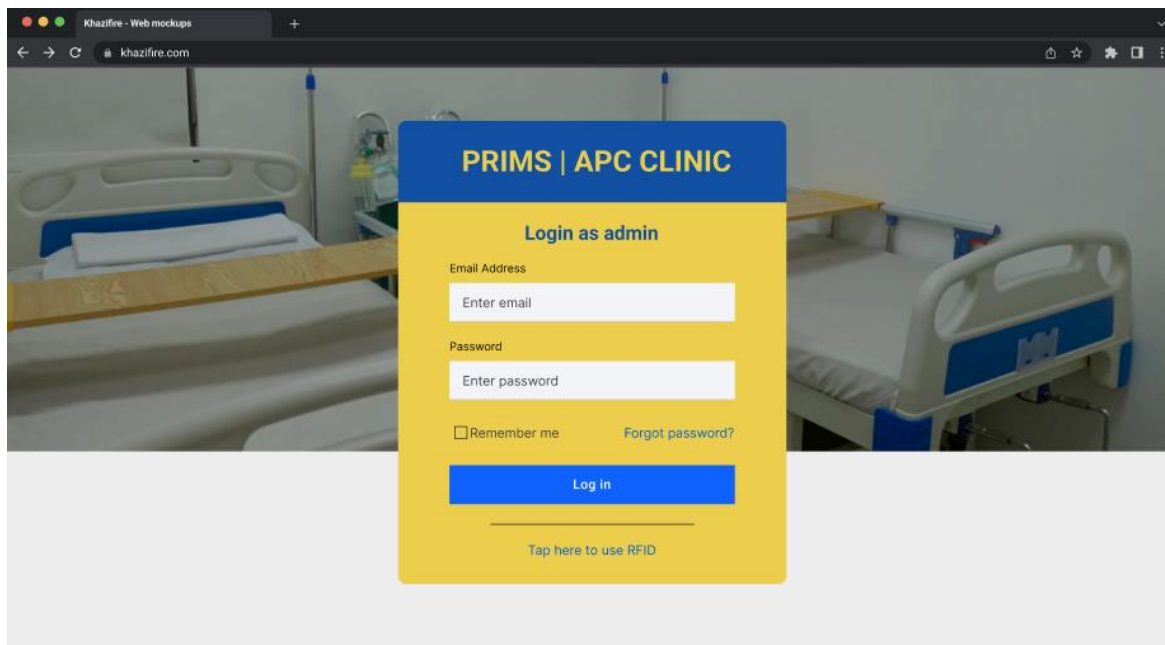 Khazifire - Web mockups
khazifire.com
PRIMS | APC CLINIC
Login as admin
Email Address
Enter email
Password
Enter password
Remember me Forgot password?
Log in
Tap here to use RFID